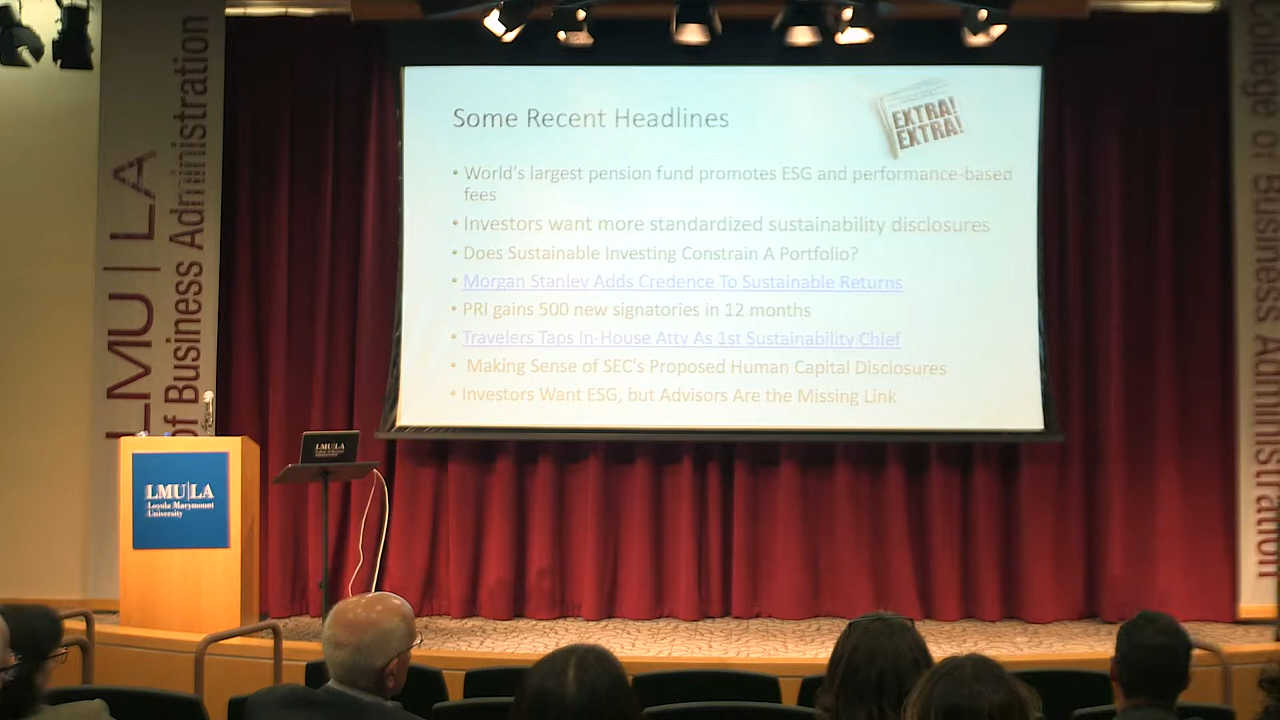 LMU | LA
of Business Administration
Some Recent Headlines
EXTRA!
EXTRA!
• World's largest pension fund promotes ESG and performance-based
fees
• Investors want more standardized sustainability disclosures
• Does Sustainable Investing Constrain A Portfolio?
• Morgan Stanley Adds Credence To Sustainable Returns
• PRI gains 500 new signatories in 12 months
• Travelers Taps In-House Atty As 1st Sustainability Chief
• Making Sense of SEC's Proposed Human Capital Disclosures
• Investors Want ESG, but Advisors Are the Missing Link
College of Business Administration
LMU|LA
LMU|LA
Loyola Marymount
University